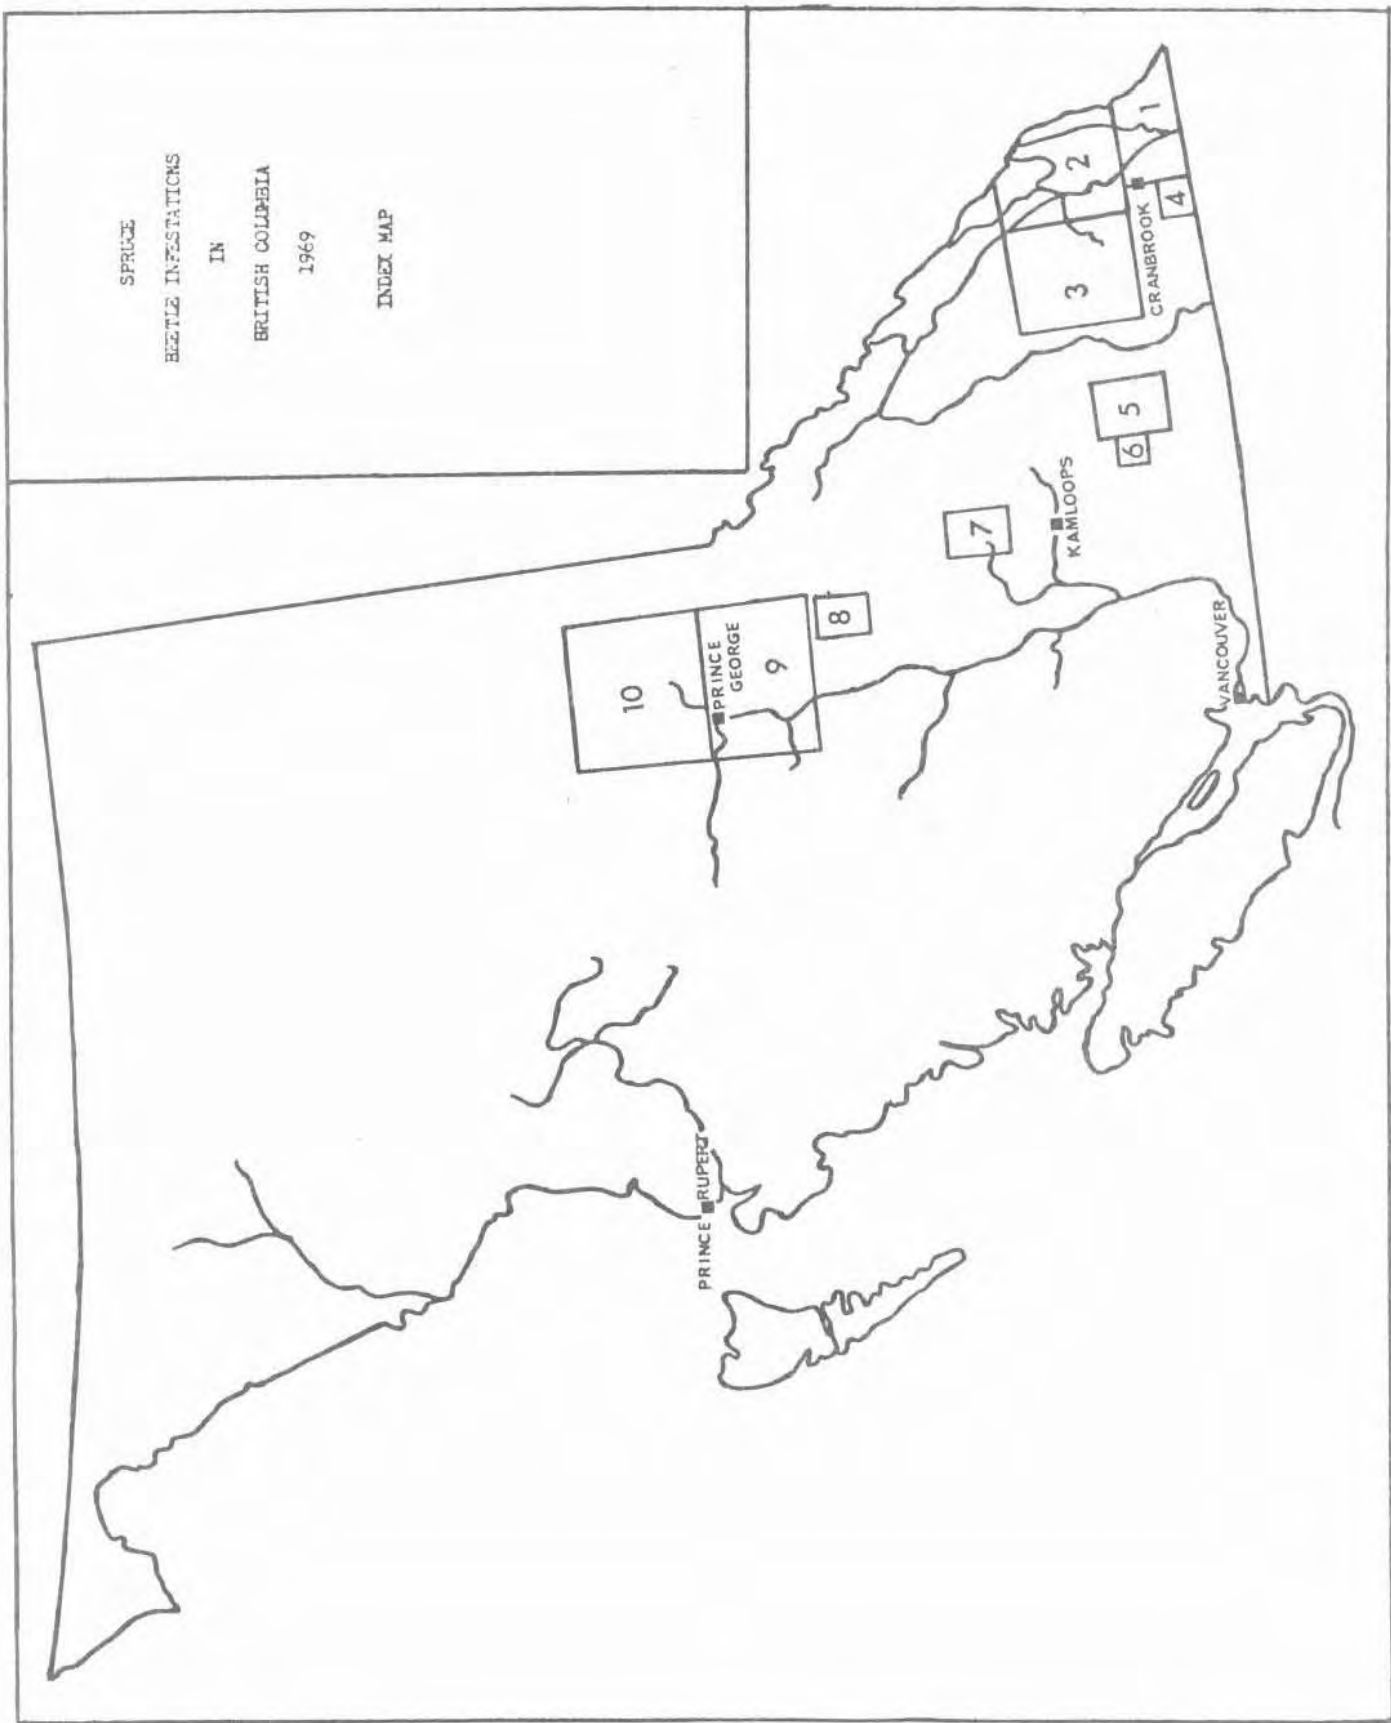 SPRUCE
BEETLE INFESTATIONS
IN
BRITISH COLUMBIA
1969
INDEX MAP
10
PRINCE
GEORGE
9
8
PRINCE RUPERT
7
KAMLOOPS
6
5
3
2
1
4
CRANBROOK
VANCOUVER